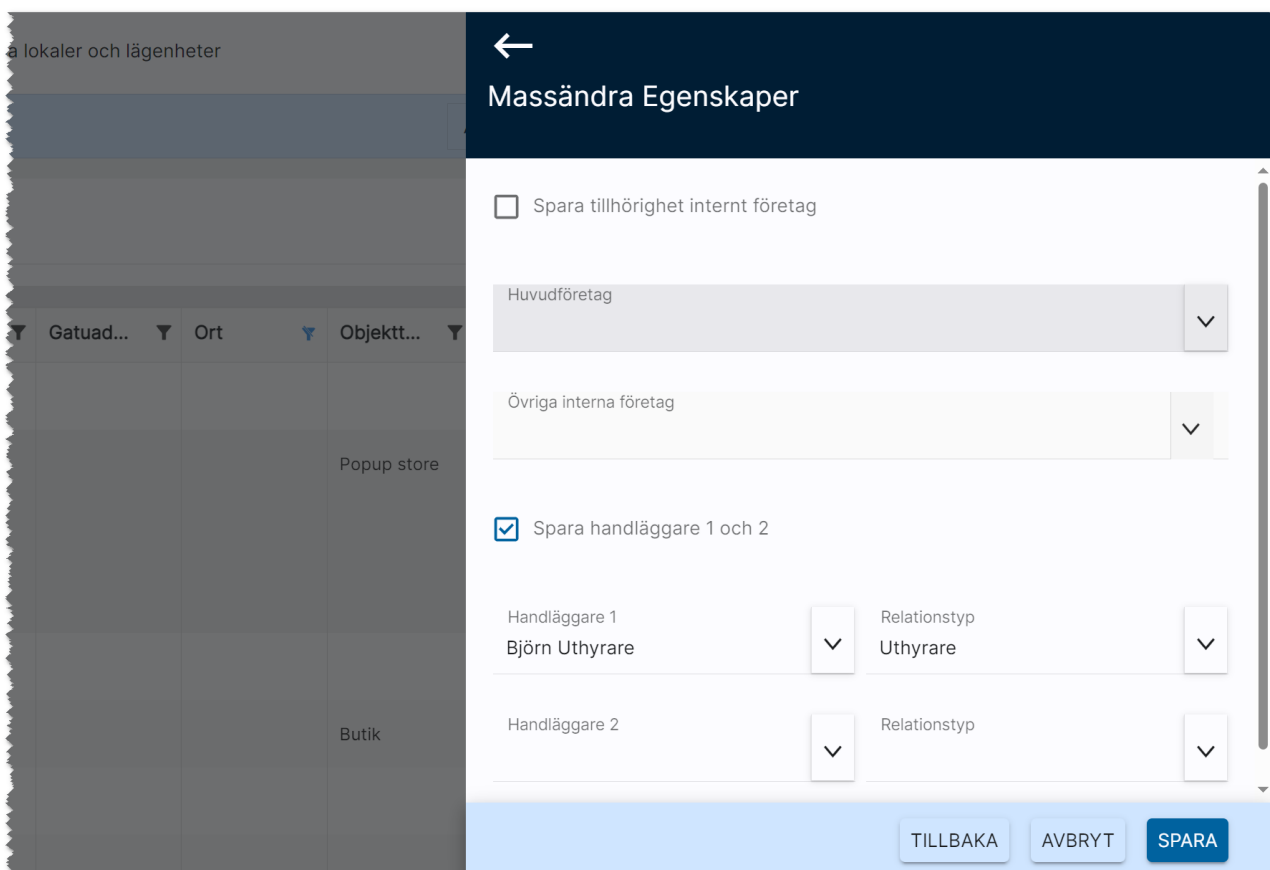 a lokaler och lägenheter
Massändra Egenskaper
Spara tillhörighet internt företag
Huvudföretag
Gatuad... Ort Objektt...
Övriga interna företag
Popup store
Spara handläggare 1 och 2
Handläggare 1 Relationstyp
Björn Uthyrare Uthyrare
Handläggare 2 Relationstyp
Butik
TILLBAKA AVBRYT SPARA